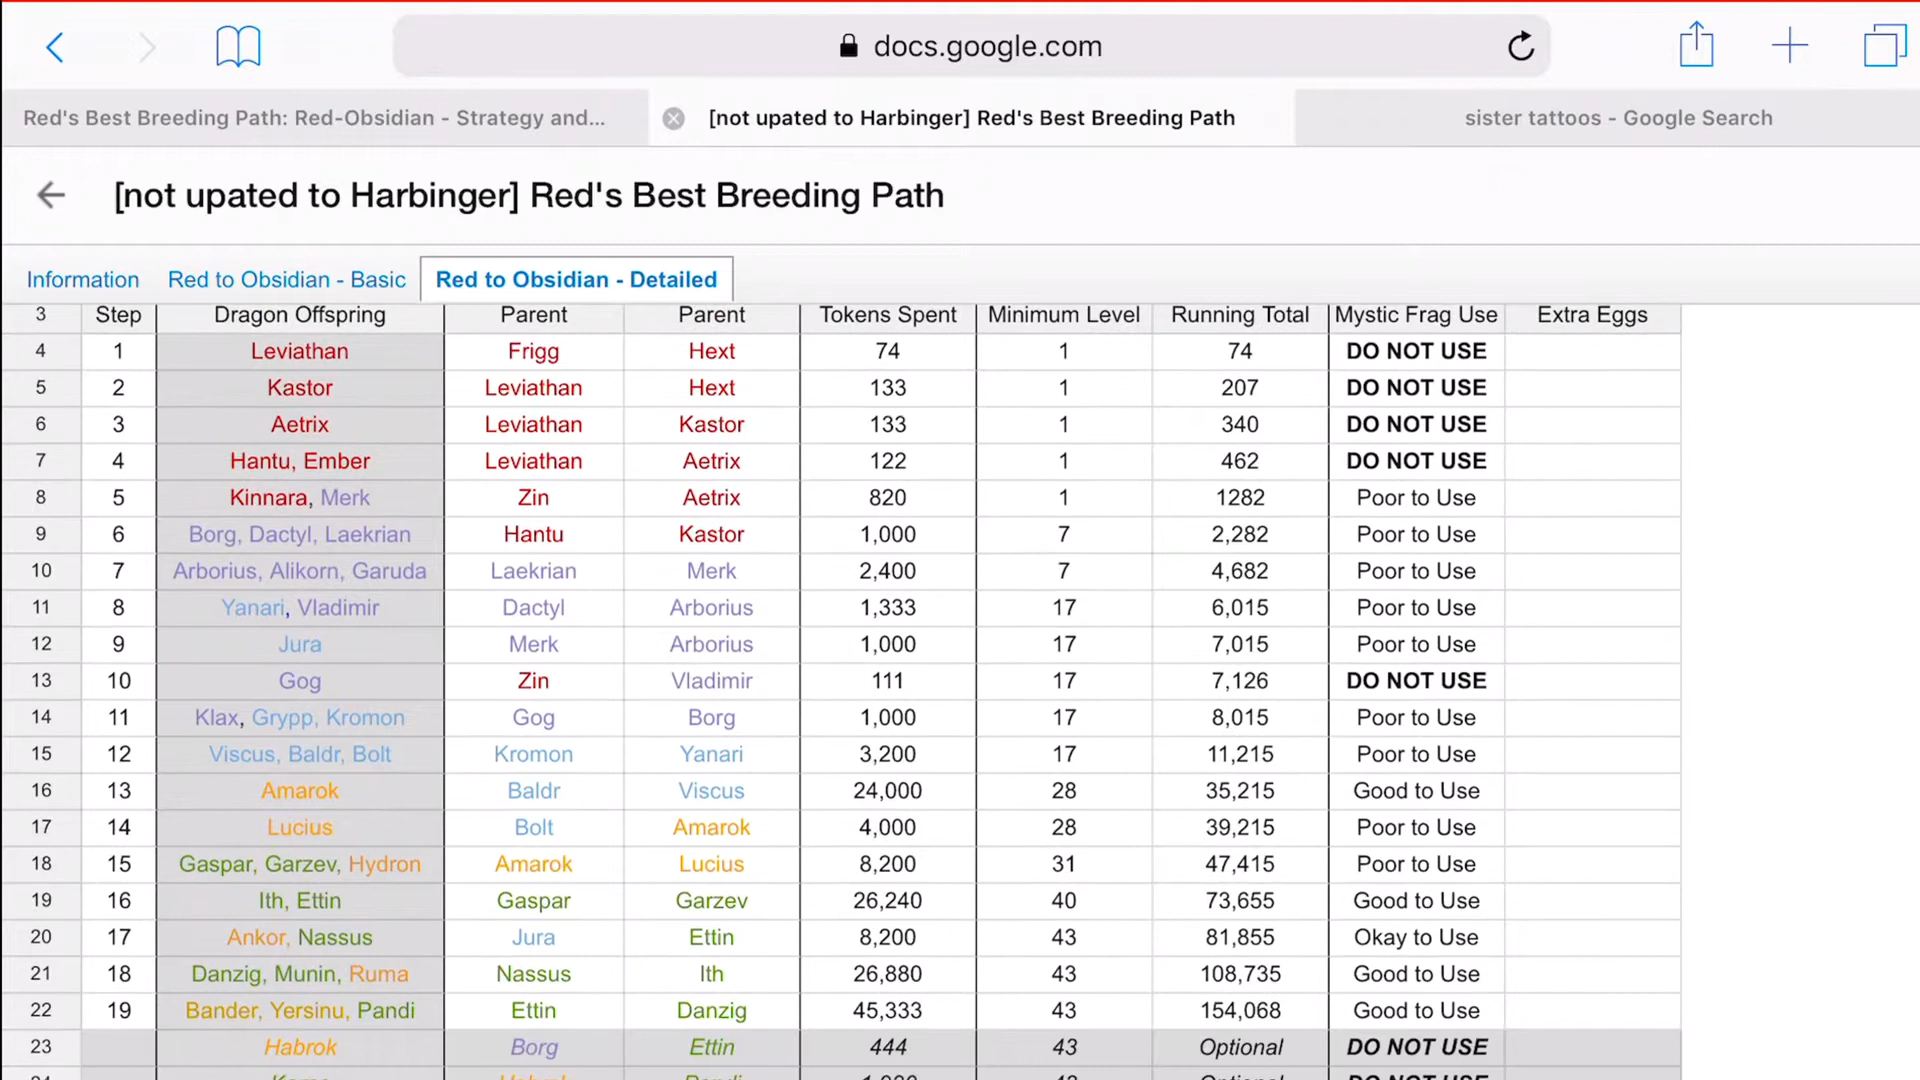 docs.google.com
Red's Best Breeding Path: Red-Obsidian - Strategy and...
[not upated to Harbinger] Red's Best Breeding Path
sister tattoos - Google Search
[not upated to Harbinger] Red's Best Breeding Path
Information Red to Obsidian - Basic Red to Obsidian - Detailed
3 Step Dragon Offspring Parent Parent Tokens Spent Minimum Level Running Total Mystic Frag Use Extra Eggs
4 1 Leviathan Frigg Hext 74 1 74 DO NOT USE
5 2 Kastor Leviathan Hext 133 1 207 DO NOT USE
6 3 Aetrix Leviathan Kastor 133 1 340 DO NOT USE
7 4 Hantu, Ember Leviathan Aetrix 122 1 462 DO NOT USE
8 5 Kinnara, Merk Zin Aetrix 820 1 1282 Poor to Use
9 6 Borg, Dactyl, Laekrian Hantu Kastor 1,000 7 2,282 Poor to Use
10 7 Arborius, Alikorn, Garuda Laekrian Merk 2,400 7 4,682 Poor to Use
11 8 Yanari, Vladimir Dactyl Arborius 1,333 17 6,015 Poor to Use
12 9 Jura Merk Arborius 1,000 17 7,015 Poor to Use
13 10 Gog Zin Vladimir 111 17 7,126 DO NOT USE
14 11 Klax, Grypp, Kromon Gog Borg 1,000 17 8,015 Poor to Use
15 12 Viscus, Baldr, Bolt Kromon Yanari 3,200 17 11,215 Poor to Use
16 13 Amarok Baldr Viscus 24,000 28 35,215 Good to Use
17 14 Lucius Bolt Amarok 4,000 28 39,215 Poor to Use
18 15 Gaspar, Garzev, Hydron Amarok Lucius 8,200 31 47,415 Poor to Use
19 16 Ith, Ettin Gaspar Garzev 26,240 40 73,655 Good to Use
20 17 Ankor, Nassus Jura Ettin 8,200 43 81,855 Okay to Use
21 18 Danzig, Munin, Ruma Nassus Ith 26,880 43 108,735 Good to Use
22 19 Bander, Yersinu, Pandi Ettin Danzig 45,333 43 154,068 Good to Use
23 Habrok Borg Ettin 444 43 Optional DO NOT USE